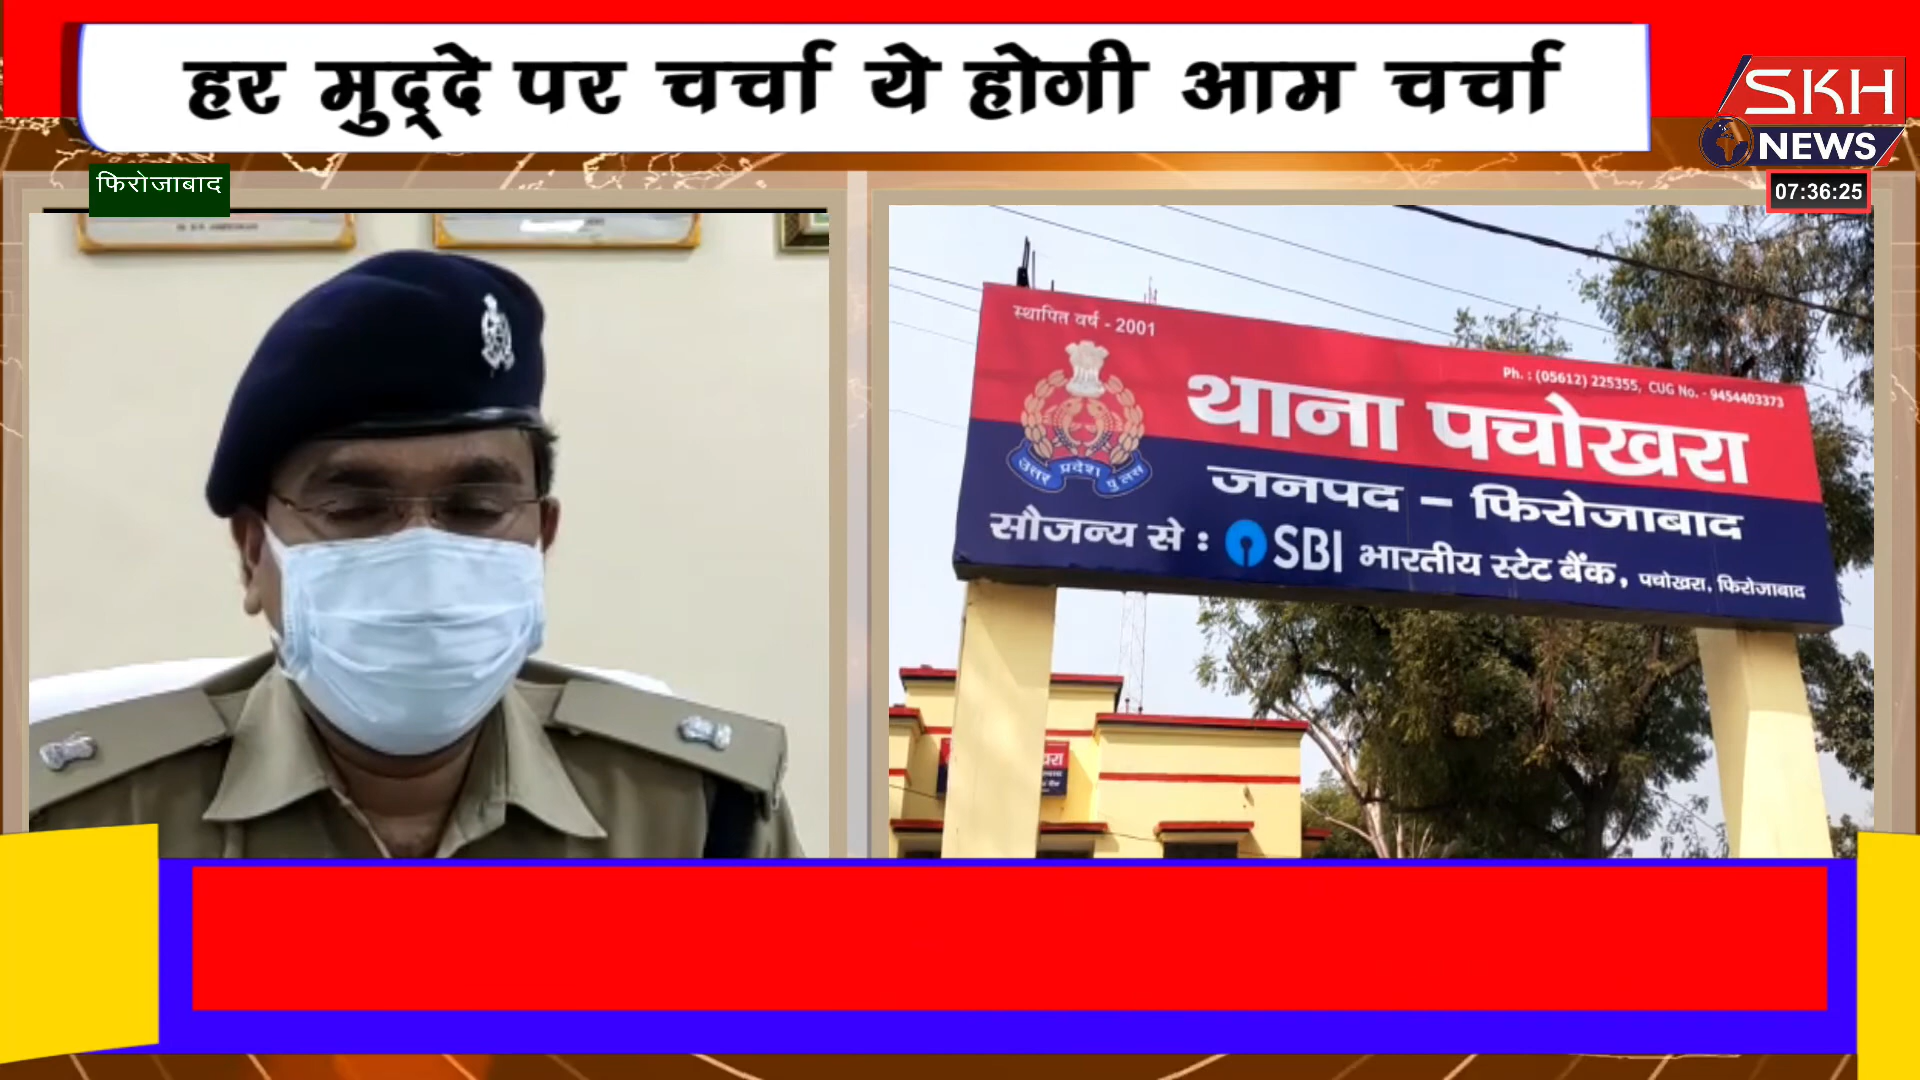 हर मुद्दे पर चर्चा ये होगी आम चर्चा
SKH
NEWS
07:36:25
फिरोजाबाद
स्थापित वर्ष - 2001
Ph. : (05612) 225355, CUG No. - 9454403373
थाना पचोखरा
उत्तर प्रदेश पुलिस
जनपद – फिरोजाबाद
सौजन्य से : SBI भारतीय स्टेट बैंक, पचोखरा, फिरोजाबाद